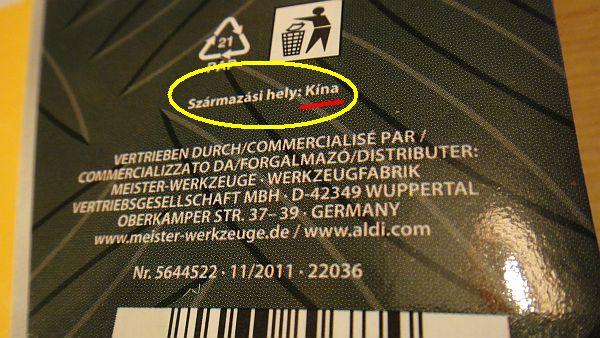 21
PAP
Származási hely: Kína
VERTRIEBEN DURCH/COMMERCIALISÉ PAR /
COMMERCIALIZZATO DA/FORGALMAZÓ/DISTRIBUTER:
MEISTER-WERKZEUGE · WERKZEUGFABRIK
VERTRIEBSGESELLSCHAFT MBH · D-42349 WUPPERTAL
OBERKAMPER STR. 37–39 · GERMANY
www.meister-werkzeuge.de / www.aldi.com
Nr. 5644522 · 11/2011 · 22036